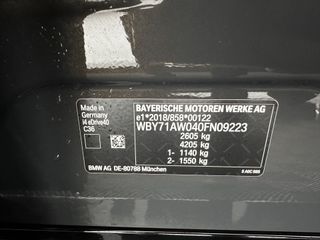 BAYERISCHE MOTOREN WERKE AG
e1*2018/858*00122
WBY71AW040FN09223
2605 kg
4205 kg
1- 1140 kg
2- 1550 kg
Made in
Germany
i4 eDrive40
C36
BMW AG DE-80788 München